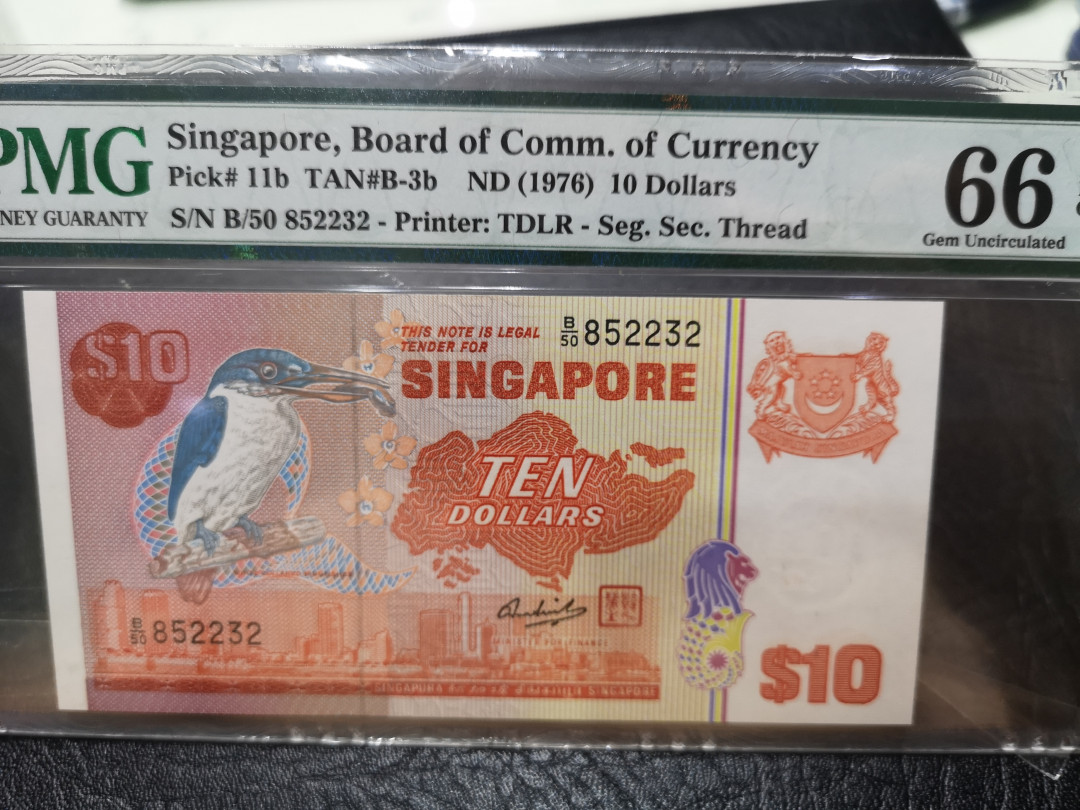 PMG
Singapore, Board of Comm. of Currency
Pick# 11b TAN#B-3b ND (1976) 10 Dollars
NEY GUARANTY
S/N B/50 852232 - Printer: TDLR - Seg. Sec. Thread
66
Gem Uncirculated
$10
THIS NOTE IS LEGAL
TENDER FOR
B/50 852232
SINGAPORE
TEN
DOLLARS
B/50 852232
$10